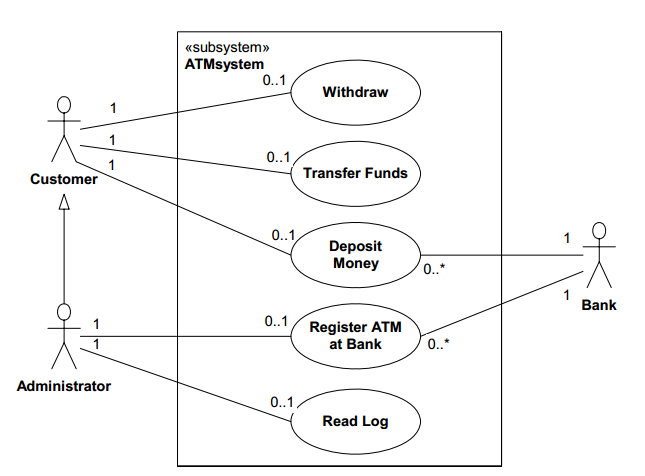 «subsystem»
ATMsystem
0..1
Withdraw
1
1
0..1
Transfer Funds
1
Customer
0..1
Deposit
Money
1
0..*
Bank
1
1
0..1
Register ATM
at Bank
0..*
1
Administrator
0..1
Read Log